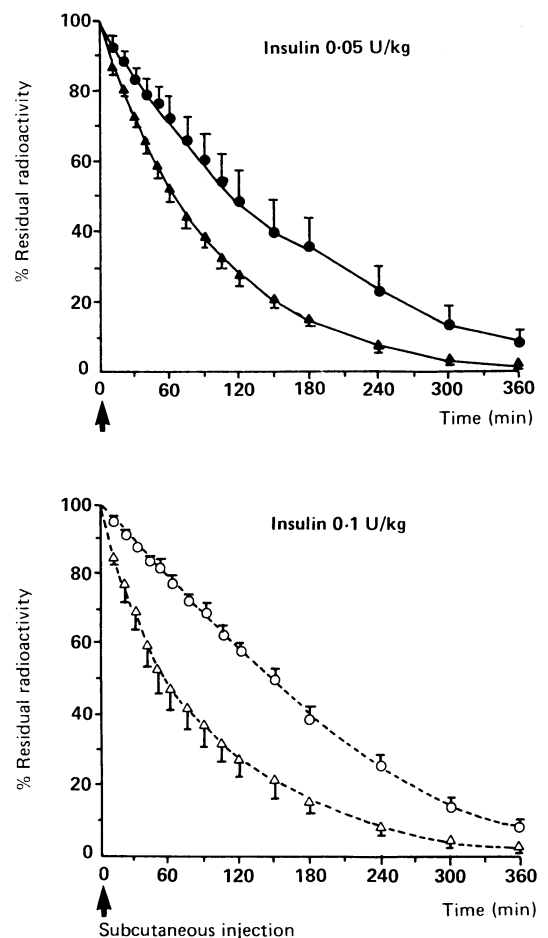 Insulin 0·05 U/kg
% Residual radioactivity
100
80
60
40
20
0
0 60 120 180 240 300 360
Time (min)
Insulin 0·1 U/kg
% Residual radioactivity
100
80
60
40
20
0
0 60 120 180 240 300 360
Time (min)
Subcutaneous injection